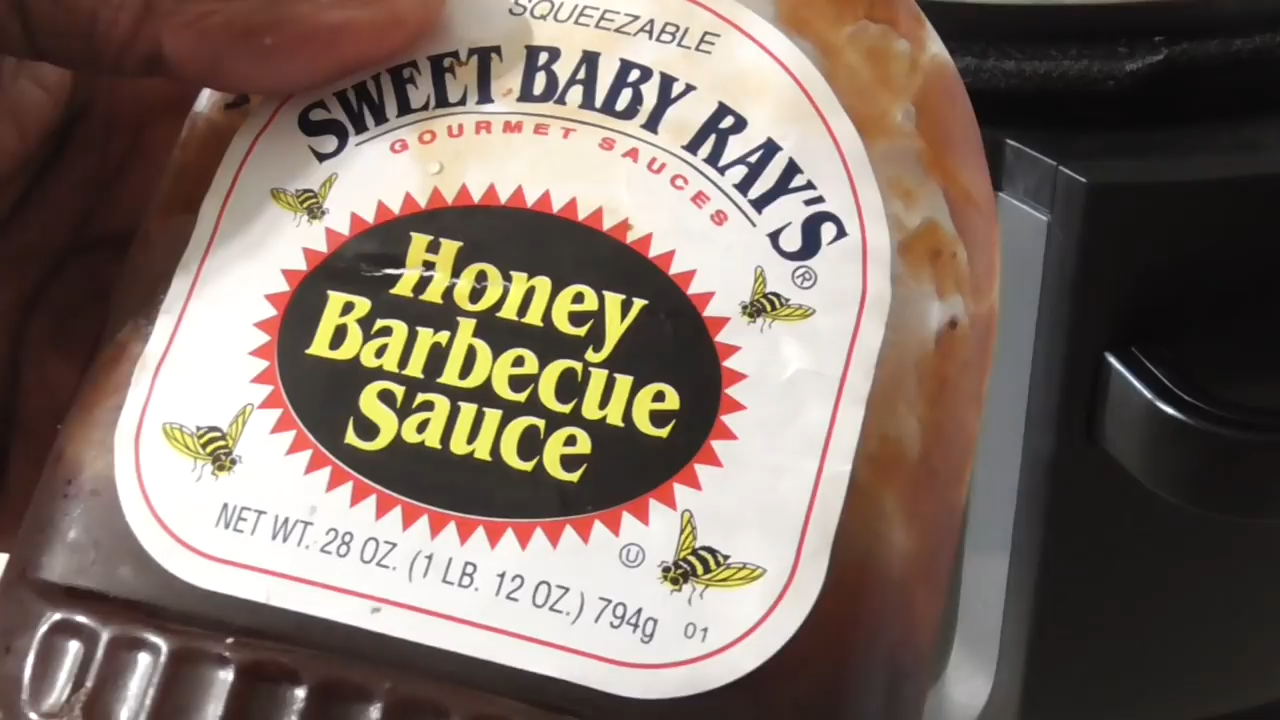 SQUEEZABLE
SWEET BABY RAY'S®
GOURMET SAUCES
Honey
Barbecue
Sauce
NET WT. 28 OZ. (1 LB. 12 OZ.) 794g
U
01